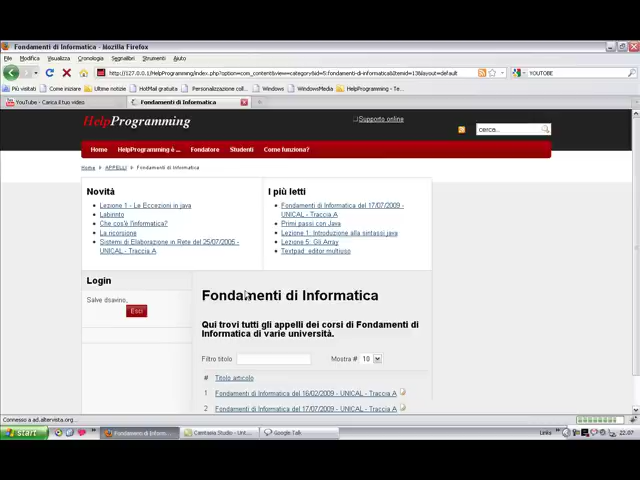 Fondamenti di Informatica - Mozilla Firefox
File Modifica Visualizza Cronologia Segnalibri Strumenti Aiuto
http://127.0.0.1/HelpProgramming/index.php?option=com_content&view=category&id=5:fondamenti-di-informatica&Itemid=13&layout=default
YOUTUBE
Più visitati Come iniziare Ultime notizie HotMail gratuita Personalizzazione coll... Windows WindowsMedia HelpProgramming - Te...
YouTube - Carica il tuo video Fondamenti di Informatica
HelpProgramming
Supporto online
cerca...
Home HelpProgramming è ... Fondatore Studenti Come funziona?
Home APPELLI Fondamenti di Informatica
Novità
Lezione 1 - Le Eccezioni in java
Labirinto
Che cos'è l'informatica?
La ricorsione
Sistemi di Elaborazione in Rete del 25/07/2005 -
UNICAL - Traccia A
I più letti
Fondamenti di Informatica del 17/07/2009 -
UNICAL - Traccia A
Primi passi con Java
Lezione 1: Introduzione alla sintassi java
Lezione 5: Gli Array
Textpad: editor multiuso
Login
Salve dsavino,
Esci
Fondamenti di Informatica
Qui trovi tutti gli appelli dei corsi di Fondamenti di
Informatica di varie università.
Filtro titolo
Mostra # 10
# Titolo articolo
1 Fondamenti di Informatica del 16/02/2009 - UNICAL - Traccia A
2 Fondamenti di Informatica del 17/07/2009 - UNICAL - Traccia A
Connesso a ad.altervista.org...
start Fondamenti di Inform... Camtasia Studio - Unt... Google Talk Links 22.07